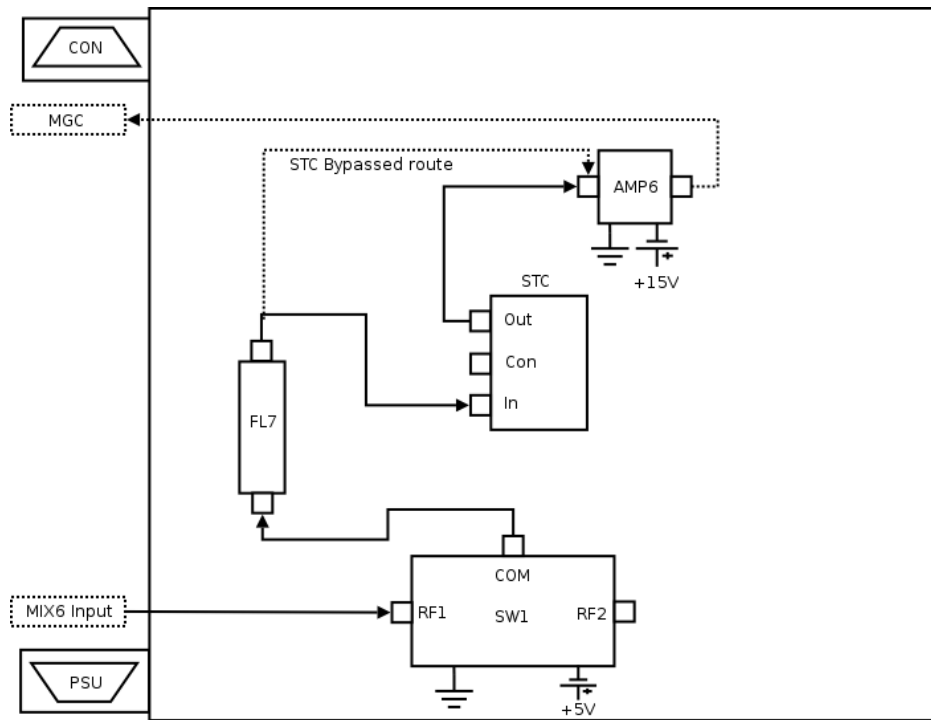 CON
MGC
STC Bypassed route
AMP6
+
+15V
STC
Out
Con
In
FL7
COM
MIX6 Input
RF1
SW1
RF2
PSU
+
+5V